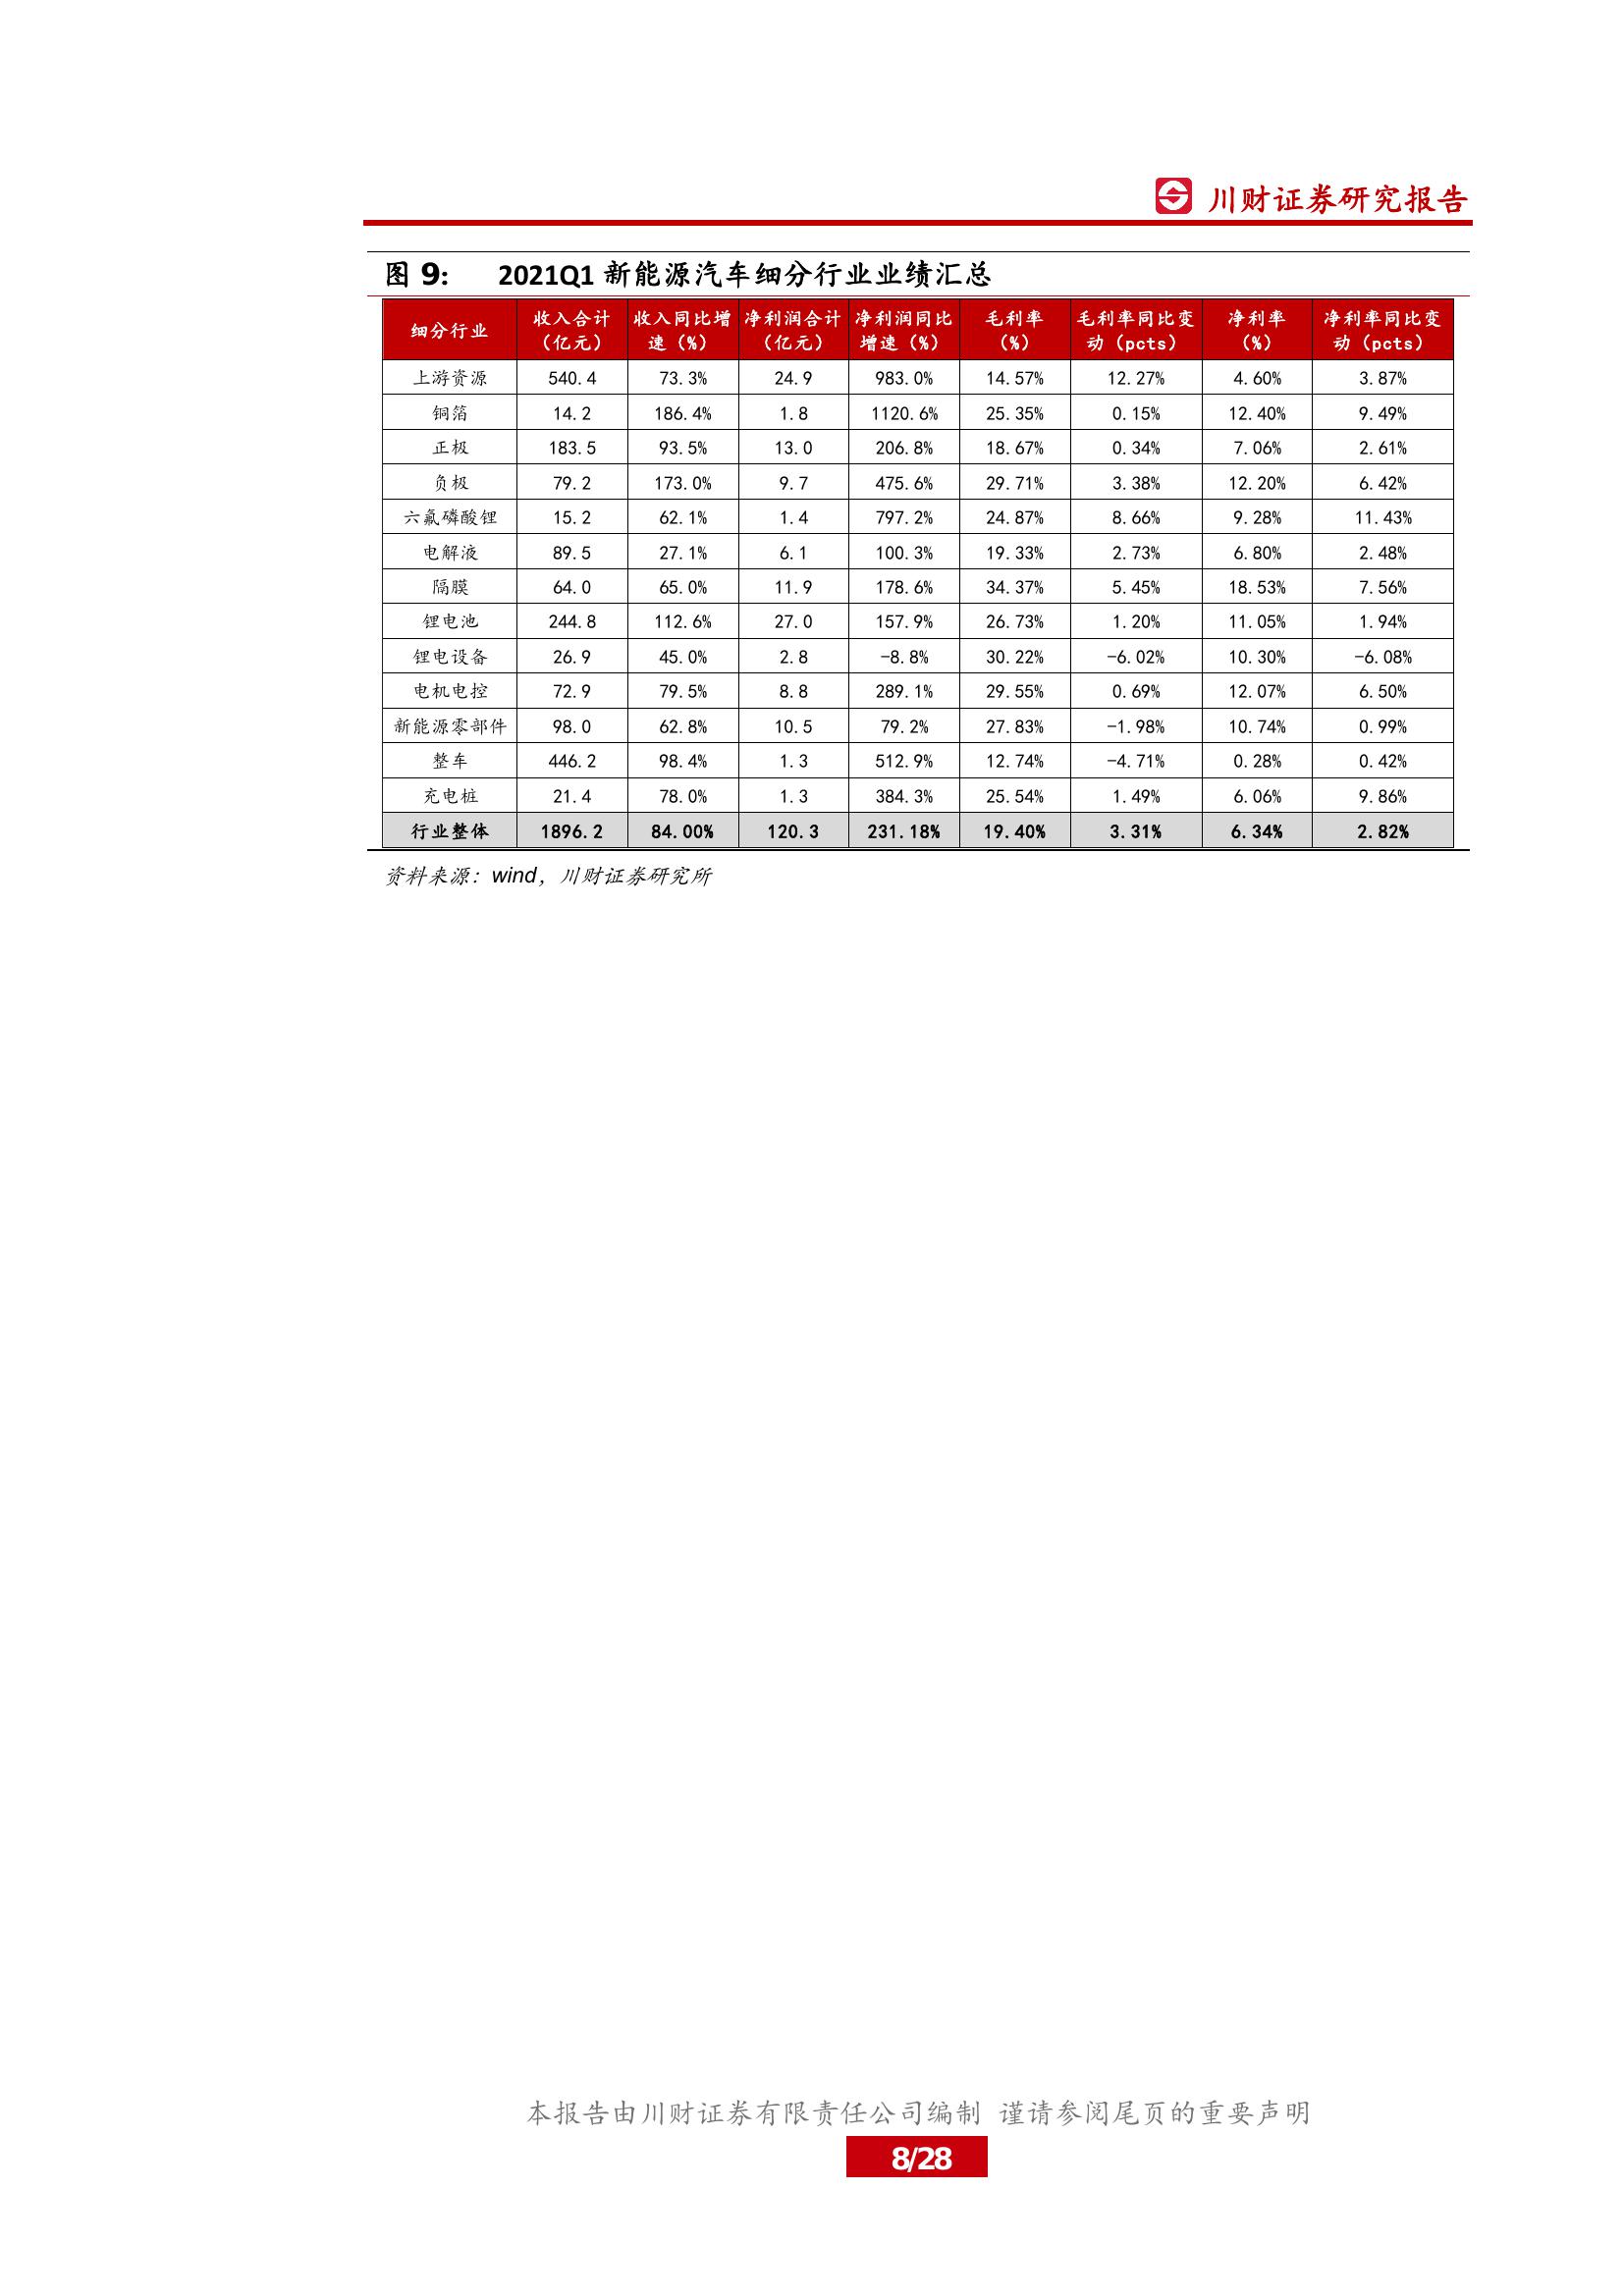 川财证券研究报告
图 9: 2021Q1 新能源汽车细分行业业绩汇总
细分行业 收入合计（亿元） 收入同比增速（%） 净利润合计（亿元） 净利润同比增速（%） 毛利率（%） 毛利率同比变动（pcts） 净利率（%） 净利率同比变动（pcts）
上游资源 540.4 73.3% 24.9 983.0% 14.57% 12.27% 4.60% 3.87%
铜箔 14.2 186.4% 1.8 1120.6% 25.35% 0.15% 12.40% 9.49%
正极 183.5 93.5% 13.0 206.8% 18.67% 0.34% 7.06% 2.61%
负极 79.2 173.0% 9.7 475.6% 29.71% 3.38% 12.20% 6.42%
六氟磷酸锂 15.2 62.1% 1.4 797.2% 24.87% 8.66% 9.28% 11.43%
电解液 89.5 27.1% 6.1 100.3% 19.33% 2.73% 6.80% 2.48%
隔膜 64.0 65.0% 11.9 178.6% 34.37% 5.45% 18.53% 7.56%
锂电池 244.8 112.6% 27.0 157.9% 26.73% 1.20% 11.05% 1.94%
锂电设备 26.9 45.0% 2.8 -8.8% 30.22% -6.02% 10.30% -6.08%
电机电控 72.9 79.5% 8.8 289.1% 29.55% 0.69% 12.07% 6.50%
新能源零部件 98.0 62.8% 10.5 79.2% 27.83% -1.98% 10.74% 0.99%
整车 446.2 98.4% 1.3 512.9% 12.74% -4.71% 0.28% 0.42%
充电桩 21.4 78.0% 1.3 384.3% 25.54% 1.49% 6.06% 9.86%
行业整体 1896.2 84.00% 120.3 231.18% 19.40% 3.31% 6.34% 2.82%
资料来源：wind，川财证券研究所
本报告由川财证券有限责任公司编制 谨请参阅尾页的重要声明
8/28